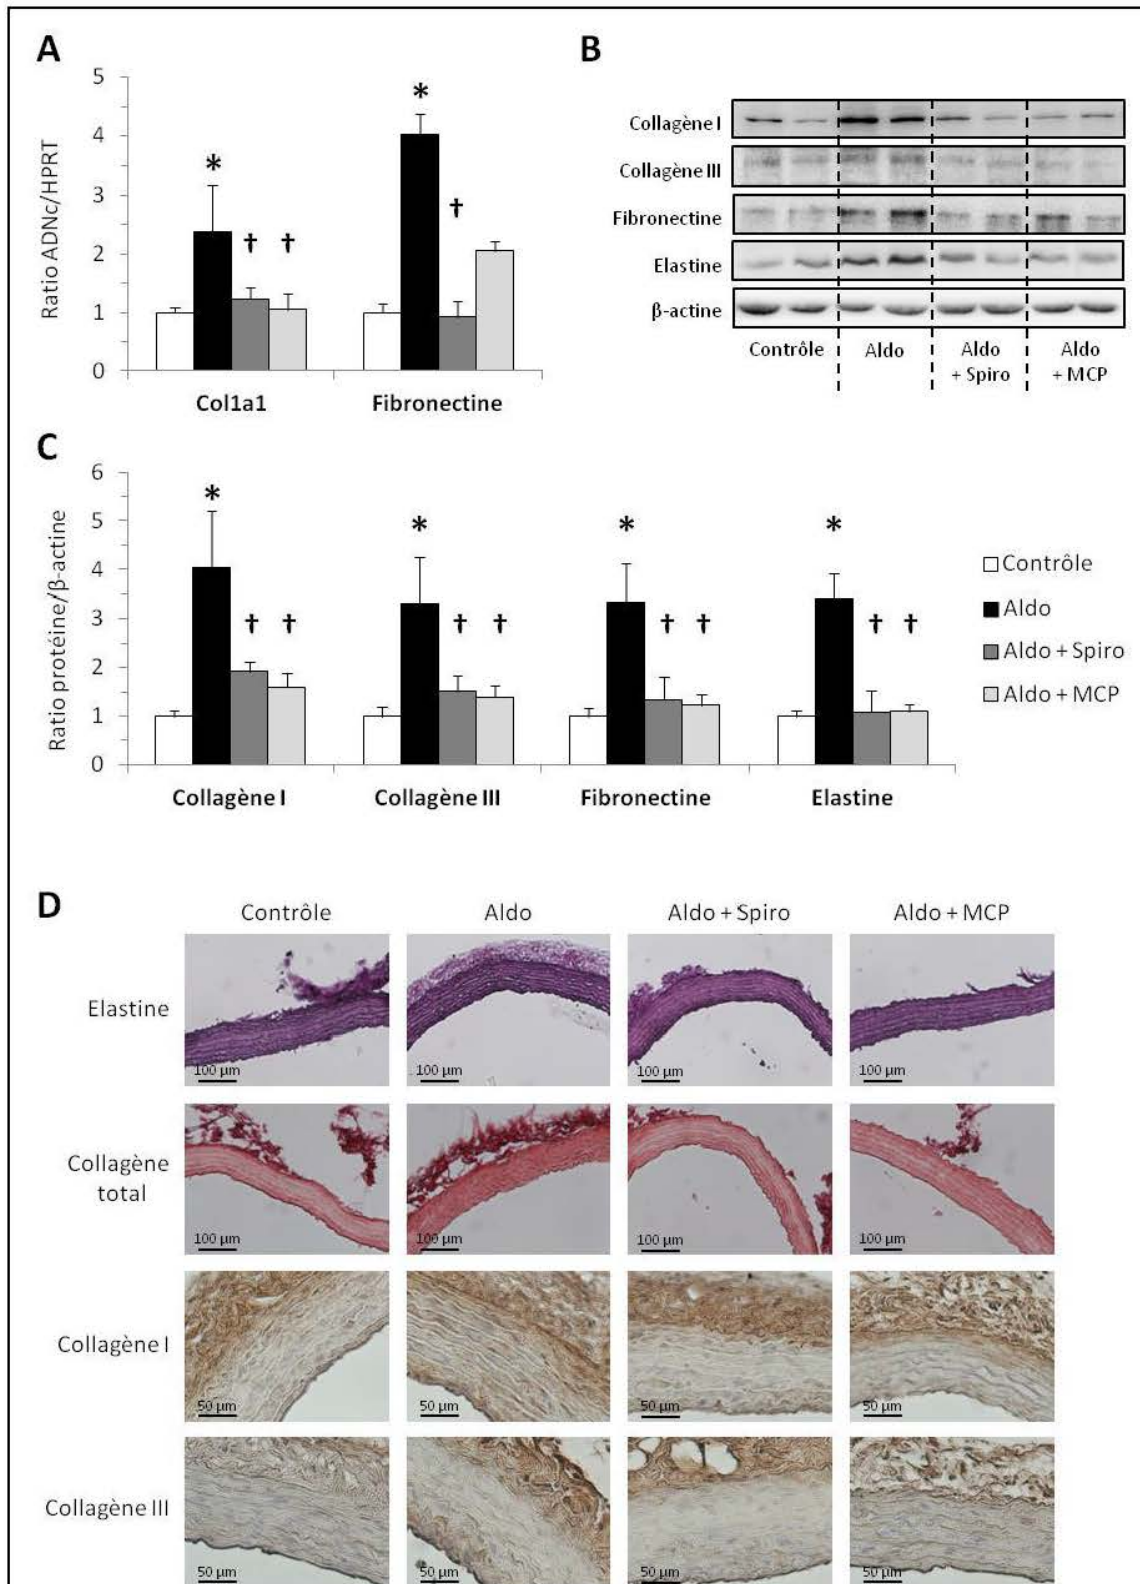 A
Ratio ADNc/HPRT
5
4
3
2
1
0
*
†
†
*
†
Col1a1
Fibronectine
B
Collagène I
Collagène III
Fibronectine
Elastine
β-actine
Contrôle
Aldo
Aldo
+ Spiro
Aldo
+ MCP
C
Ratio protéine/β-actine
6
5
4
3
2
1
0
*
†
†
*
†
†
*
†
†
*
†
†
Collagène I
Collagène III
Fibronectine
Elastine
Contrôle
Aldo
Aldo + Spiro
Aldo + MCP
D
Contrôle
Aldo
Aldo + Spiro
Aldo + MCP
Elastine
100 µm
100 µm
100 µm
100 µm
Collagène
total
100 µm
100 µm
100 µm
100 µm
Collagène I
50 µm
50 µm
50 µm
50 µm
Collagène III
50 µm
50 µm
50 µm
50 µm